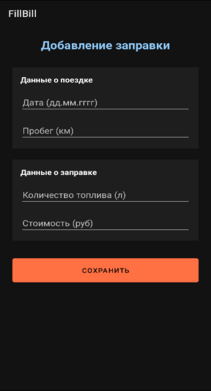 FillBill
Добавление заправки
Данные о поездке
Дата (дд.мм.гггг)
Пробег (км)
Данные о заправке
Количество топлива (л)
Стоимость (руб)
СОХРАНИТЬ